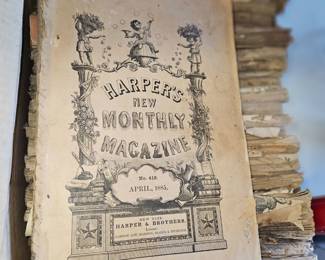 HARPER'S
NEW
MONTHLY
MAGAZINE
No. 419.
APRIL, 1885.
NEW YORK:
HARPER & BROTHERS.